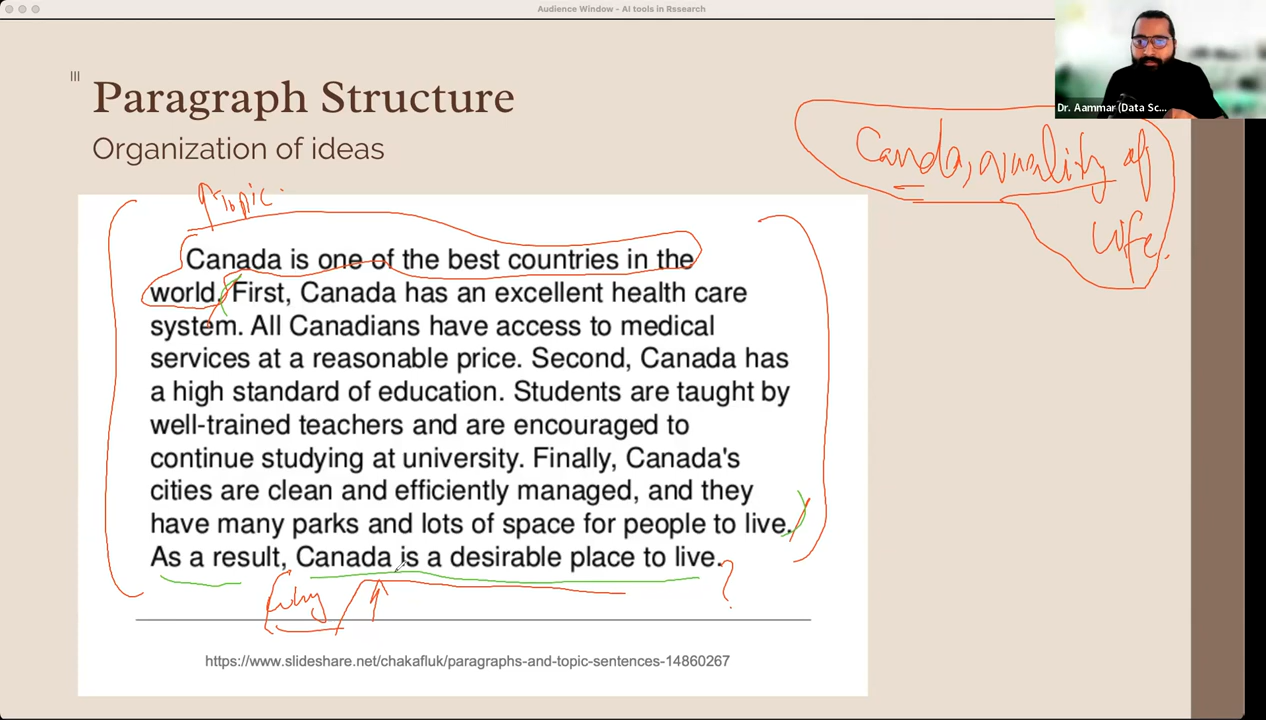 Audience Window - AI tools in Rssearch
Dr. Aammar (Data Sc...
Paragraph Structure
Organization of ideas
Canda, quality of
Life.
Topic
Canada is one of the best countries in the
world. First, Canada has an excellent health care
system. All Canadians have access to medical
services at a reasonable price. Second, Canada has
a high standard of education. Students are taught by
well-trained teachers and are encouraged to
continue studying at university. Finally, Canada's
cities are clean and efficiently managed, and they
have many parks and lots of space for people to live.
As a result, Canada is a desirable place to live.
Why ?
https://www.slideshare.net/chakafluk/paragraphs-and-topic-sentences-14860267